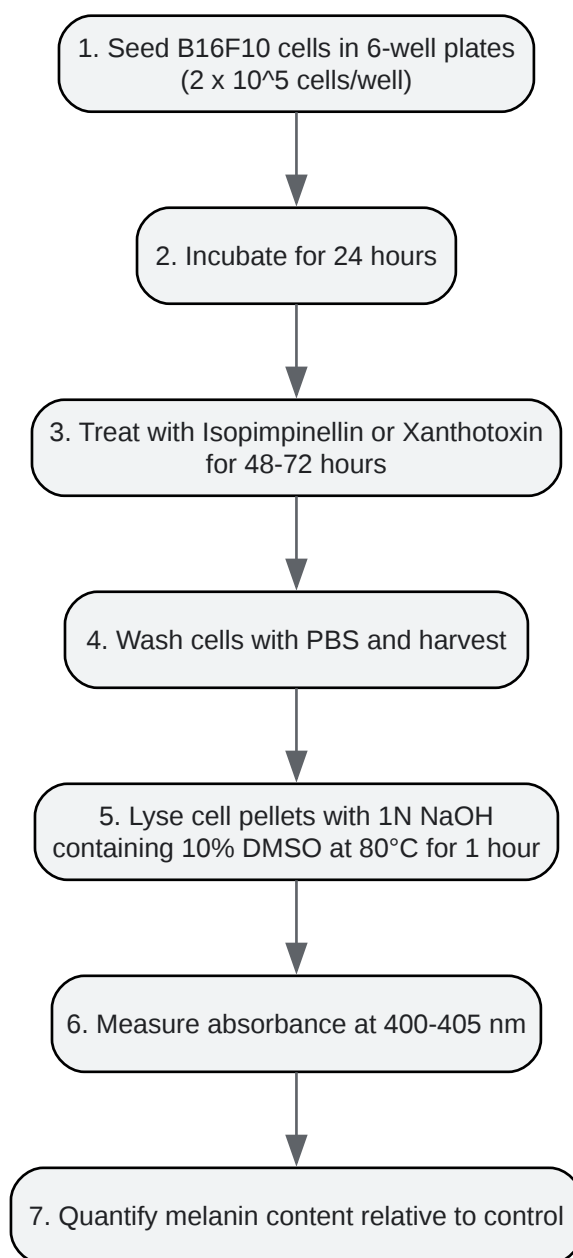 1. Seed B16F10 cells in 6-well plates
(2 x 10^5 cells/well)
2. Incubate for 24 hours
3. Treat with Isopimpinellin or Xanthotoxin
for 48-72 hours
4. Wash cells with PBS and harvest
5. Lyse cell pellets with 1N NaOH
containing 10% DMSO at 80°C for 1 hour
6. Measure absorbance at 400-405 nm
7. Quantify melanin content relative to control